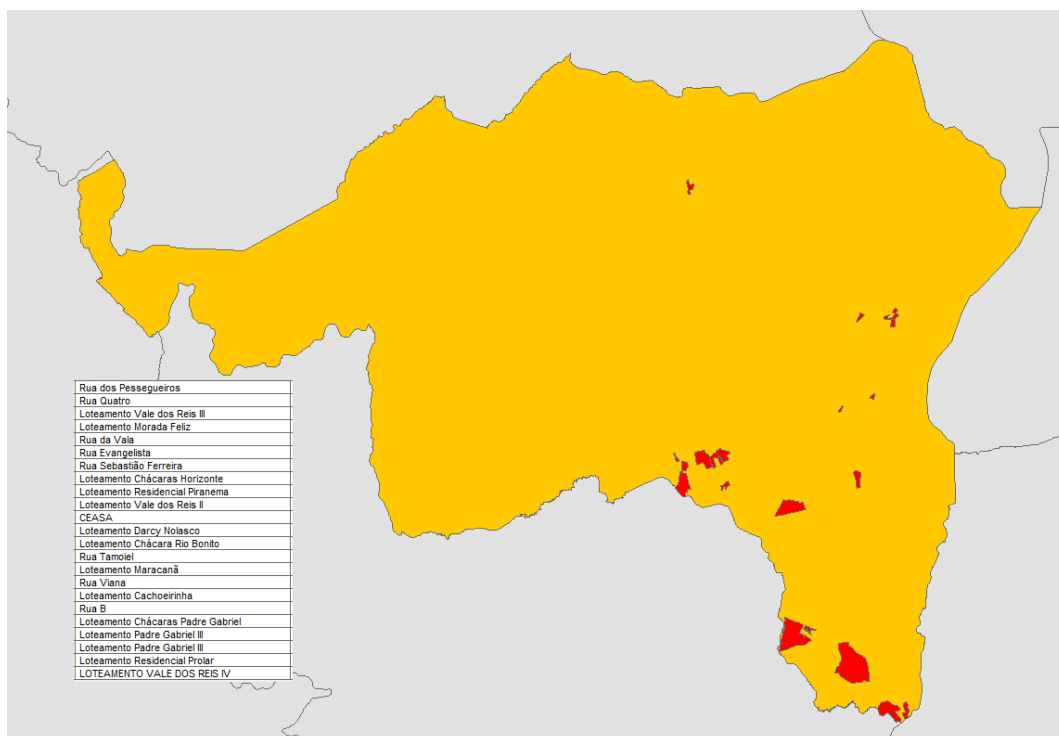 Rua dos Pessegueiros
Rua Quatro
Loteamento Vale dos Reis III
Loteamento Morada Feliz
Rua da Vala
Rua Evangelista
Rua Sebastião Ferreira
Loteamento Chácaras Horizonte
Loteamento Residencial Piranema
Loteamento Vale dos Reis II
CEASA
Loteamento Darcy Nolasco
Loteamento Chácara Rio Bonito
Rua Tamoiel
Loteamento Maracanã
Rua Viana
Loteamento Cachoeirinha
Rua B
Loteamento Chácaras Padre Gabriel
Loteamento Padre Gabriel III
Loteamento Padre Gabriel III
Loteamento Residencial Prolar
LOTEAMENTO VALE DOS REIS IV